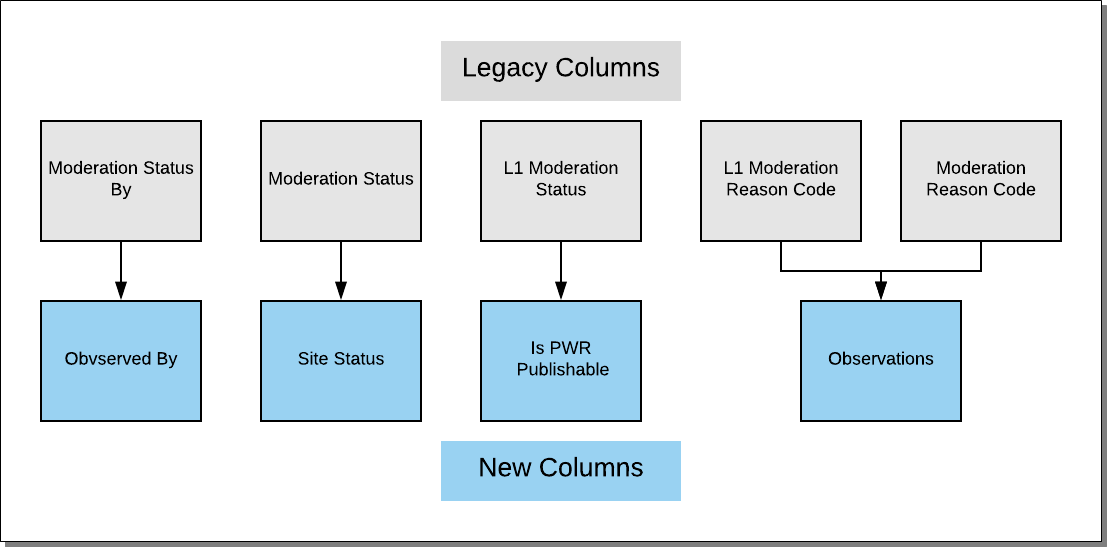 Legacy Columns
Moderation Status
By
Moderation Status
L1 Moderation
Status
L1 Moderation
Reason Code
Moderation
Reason Code
Obvserved By
Site Status
Is PWR
Publishable
Observations
New Columns